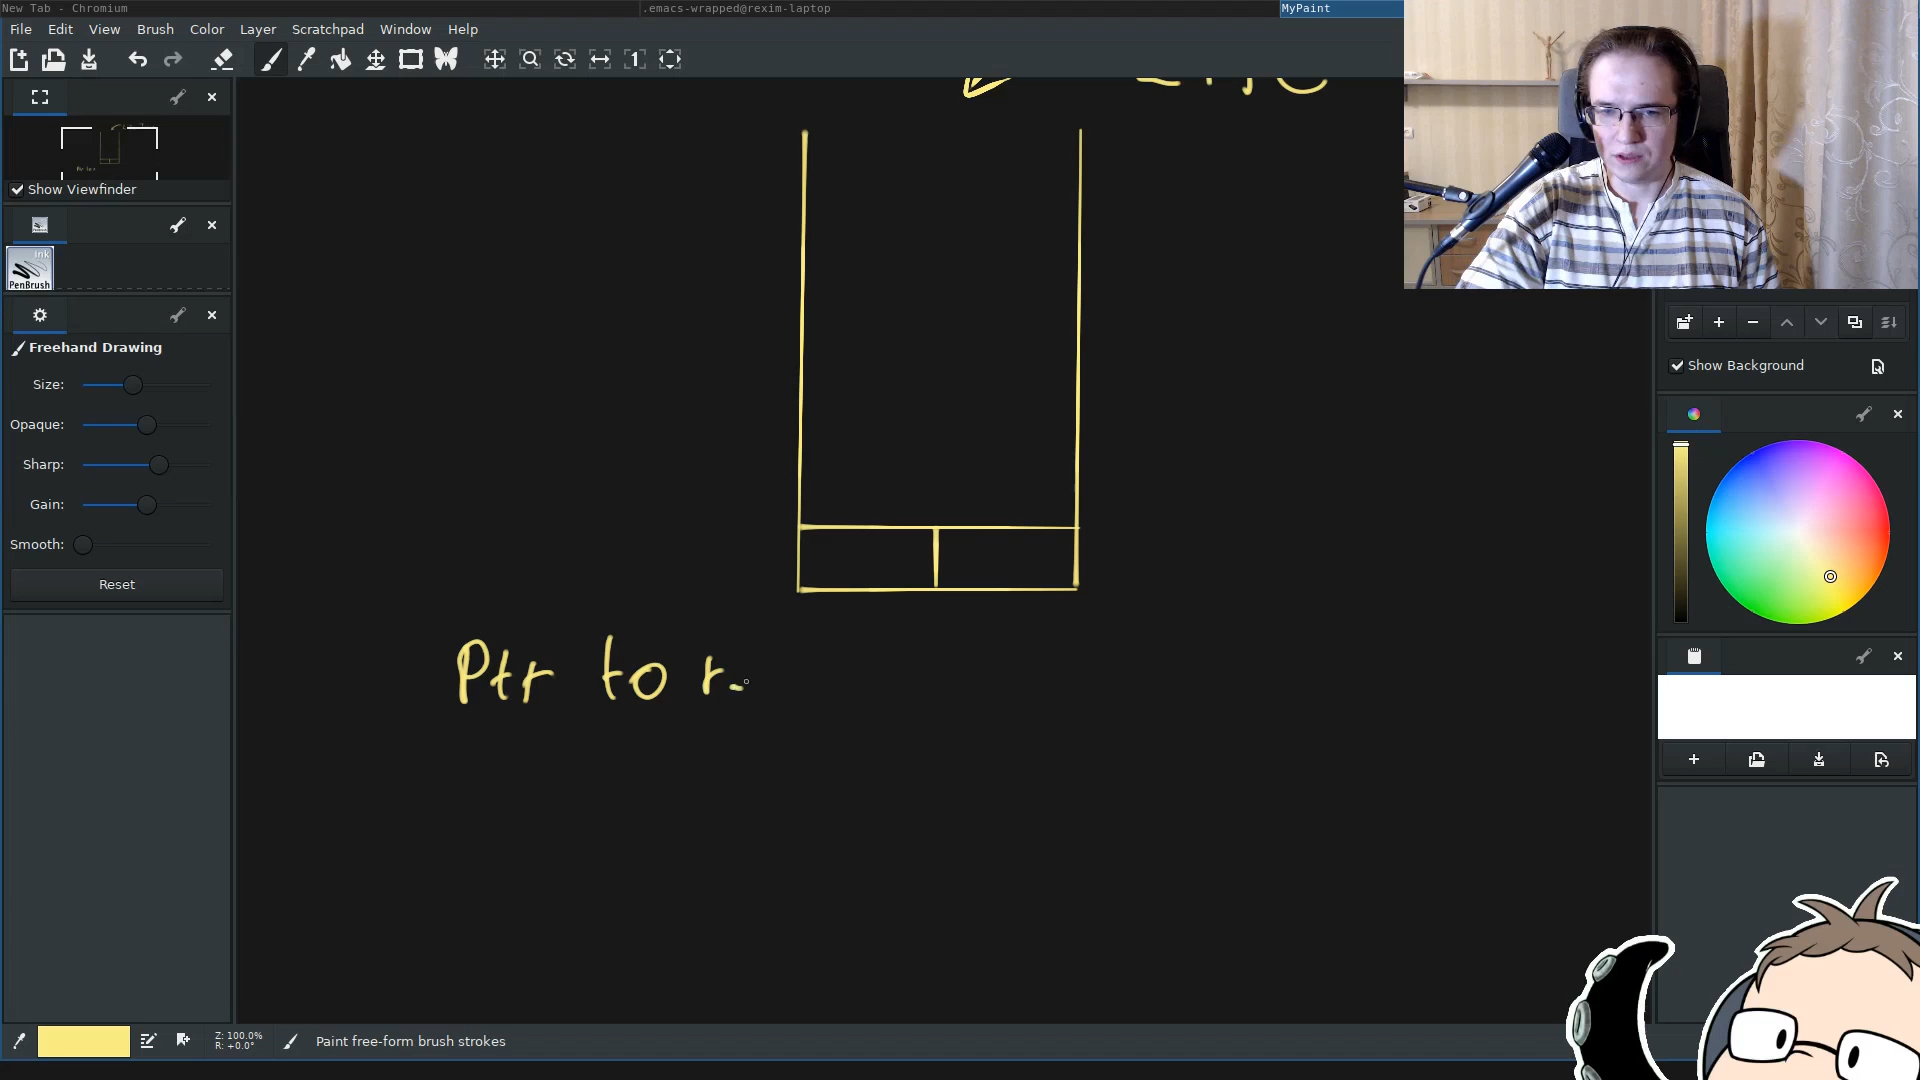 New Tab - Chromium
.emacs-wrapped@rexim-laptop
MyPaint
File Edit View Brush Color Layer Scratchpad Window Help
Show Viewfinder
Ink
PenBrush
Freehand Drawing
Size:
Opaque:
Sharp:
Gain:
Smooth:
Reset
Ptr to r
Show Background
Z: 100.0%
R: +0.0°
Paint free-form brush strokes